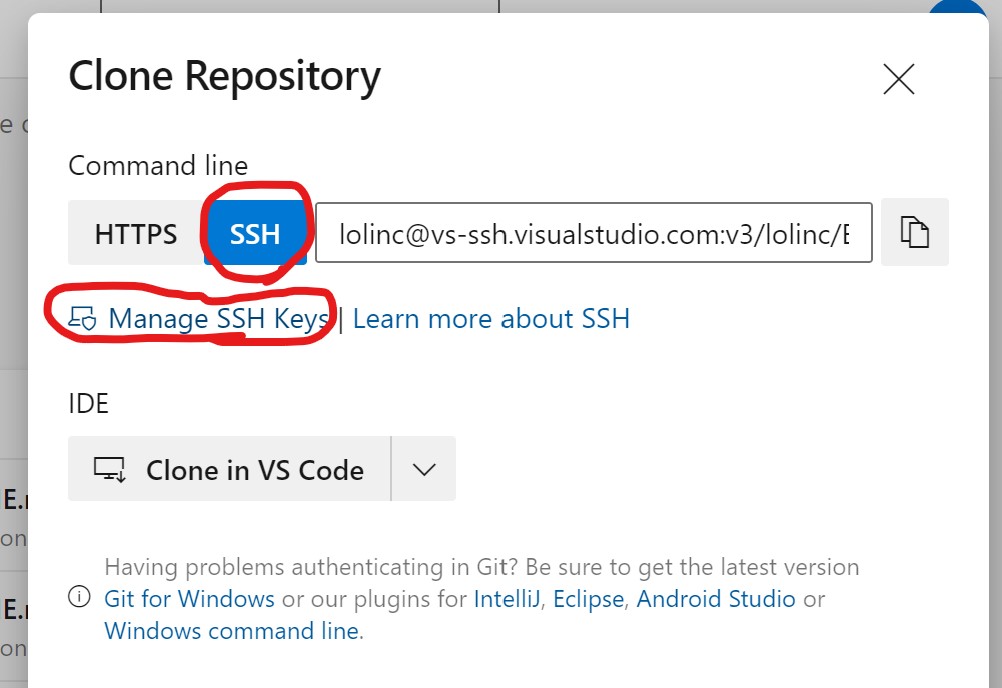 Clone Repository
Command line
HTTPS SSH lolinc@vs-ssh.visualstudio.com:v3/lolinc/
Manage SSH Keys | Learn more about SSH
IDE
Clone in VS Code
Having problems authenticating in Git? Be sure to get the latest version
Git for Windows or our plugins for IntelliJ, Eclipse, Android Studio or
Windows command line.